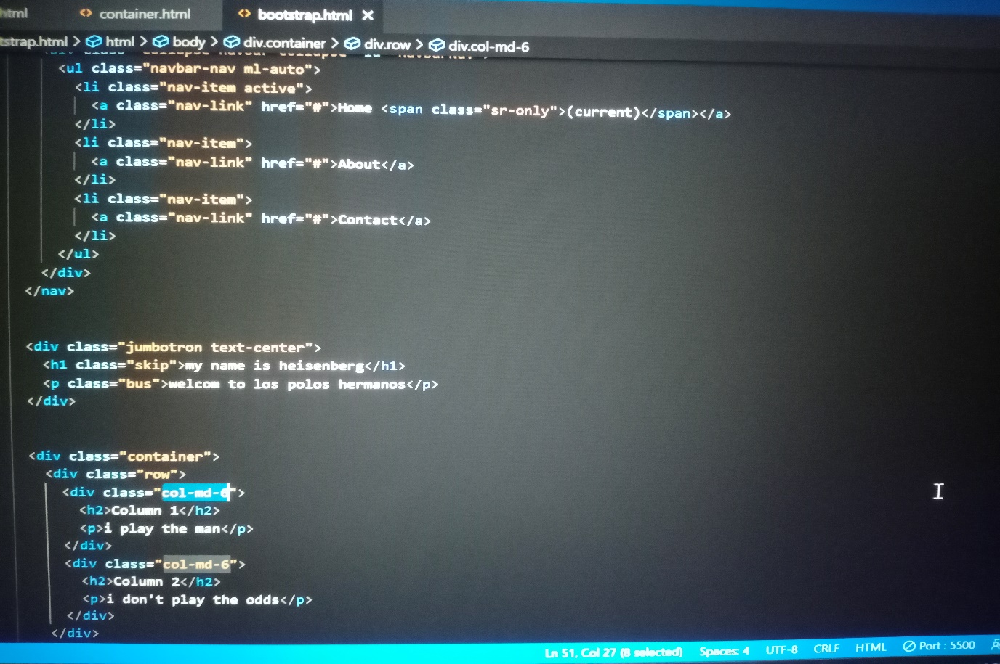 html
container.html
bootstrap.html
tstrap.html > html > body > div.container > div.row > div.col-md-6
<ul class="navbar-nav ml-auto">
<li class="nav-item active">
<a class="nav-link" href="#">Home <span class="sr-only">(current)</span></a>
</li>
<li class="nav-item">
<a class="nav-link" href="#">About</a>
</li>
<li class="nav-item">
<a class="nav-link" href="#">Contact</a>
</li>
</ul>
</div>
</nav>
<div class="jumbotron text-center">
<h1 class="skip">my name is heisenberg</h1>
<p class="bus">welcom to los polos hermanos</p>
</div>
<div class="container">
<div class="row">
<div class="col-md-6">
<h2>Column 1</h2>
<p>i play the man</p>
</div>
<div class="col-md-6">
<h2>Column 2</h2>
<p>i don't play the odds</p>
</div>
</div>
Ln 51, Col 27 (8 selected) Spaces: 4 UTF-8 CRLF HTML Port : 5500